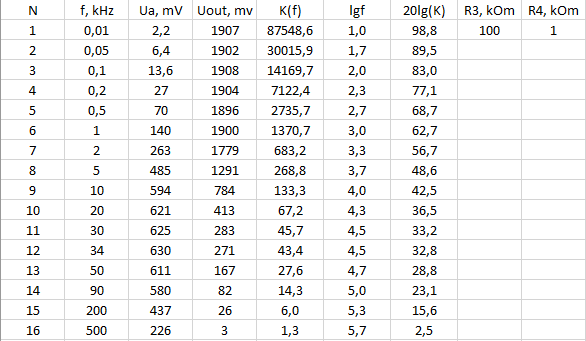 N f, kHz Ua, mV Uout, mv K(f) lgf 20lg(K) R3, kOm R4, kOm
1 0,01 2,2 1907 87548,6 1,0 98,8 100 1
2 0,05 6,4 1902 30015,9 1,7 89,5
3 0,1 13,6 1908 14169,7 2,0 83,0
4 0,2 27 1904 7122,4 2,3 77,1
5 0,5 70 1896 2735,7 2,7 68,7
6 1 140 1900 1370,7 3,0 62,7
7 2 263 1779 683,2 3,3 56,7
8 5 485 1291 268,8 3,7 48,6
9 10 594 784 133,3 4,0 42,5
10 20 621 413 67,2 4,3 36,5
11 30 625 283 45,7 4,5 33,2
12 34 630 271 43,4 4,5 32,8
13 50 611 167 27,6 4,7 28,8
14 90 580 82 14,3 5,0 23,1
15 200 437 26 6,0 5,3 15,6
16 500 226 3 1,3 5,7 2,5